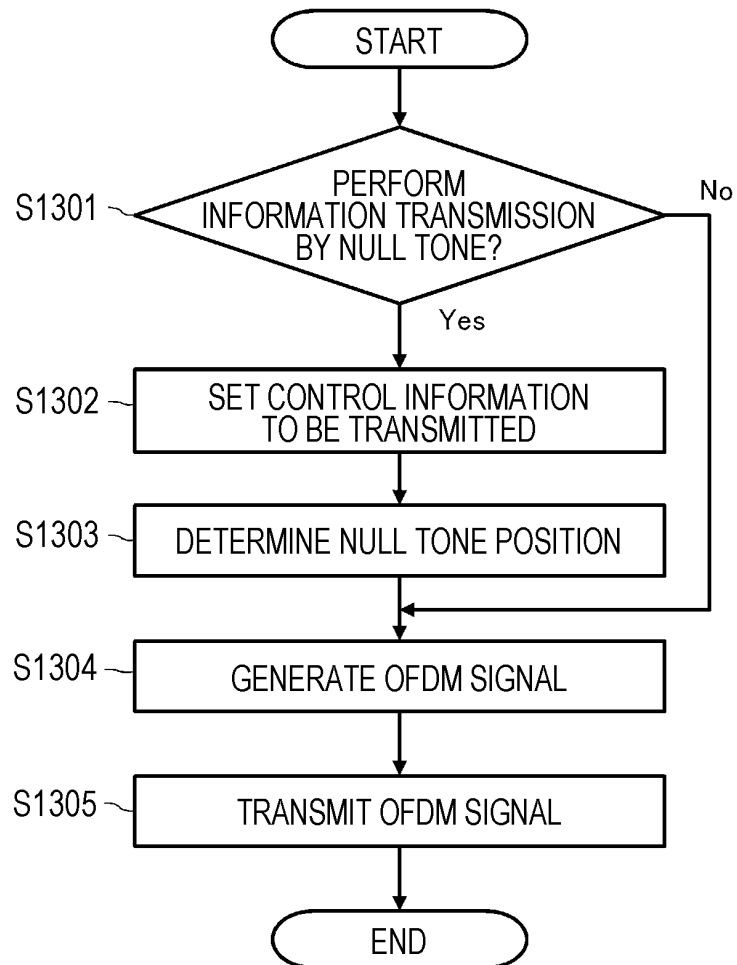 START
S1301
PERFORM
INFORMATION TRANSMISSION
BY NULL TONE?
No
Yes
S1302
SET CONTROL INFORMATION
TO BE TRANSMITTED
S1303
DETERMINE NULL TONE POSITION
S1304
GENERATE OFDM SIGNAL
S1305
TRANSMIT OFDM SIGNAL
END